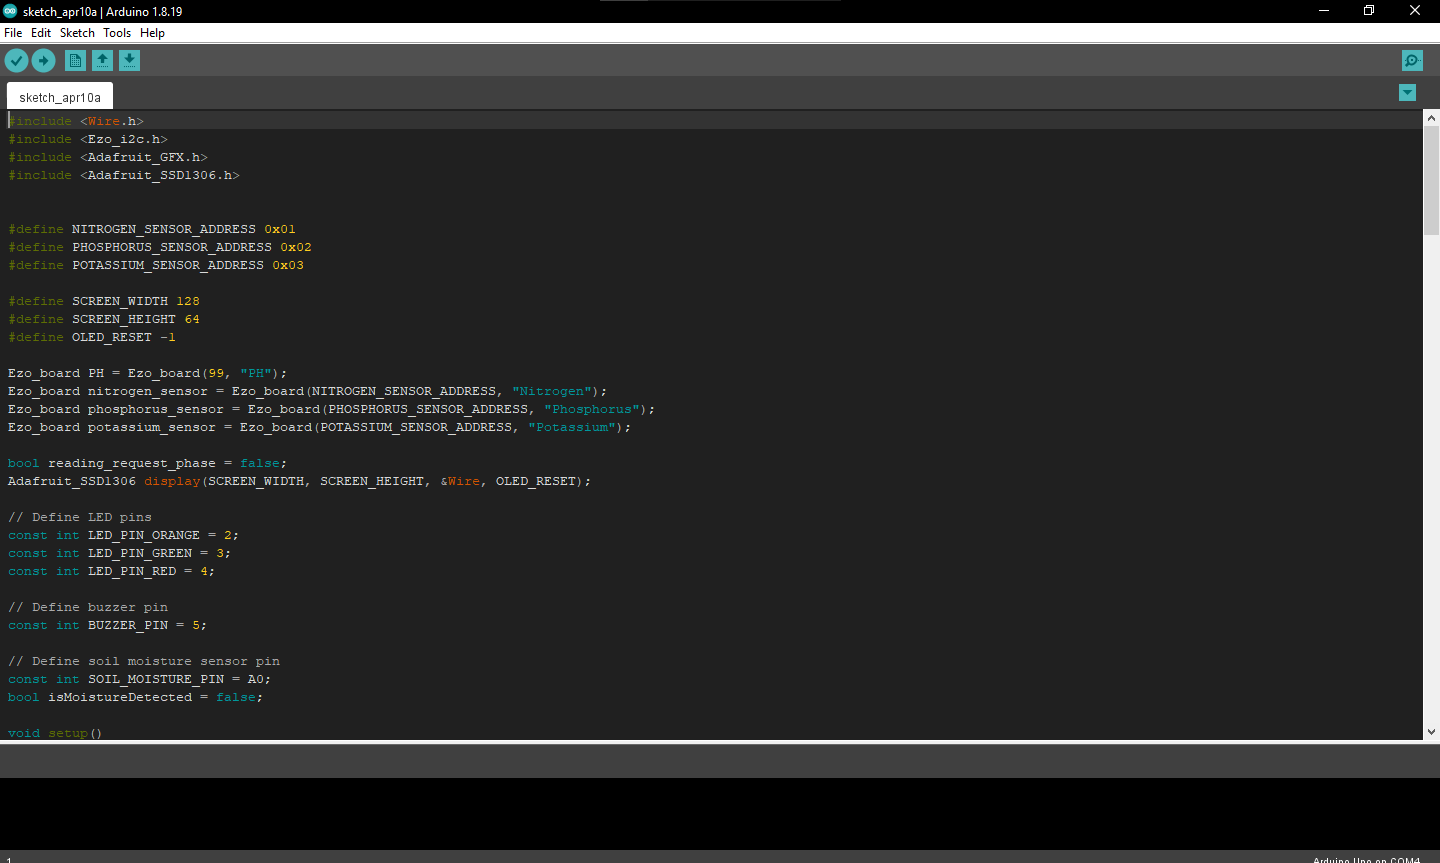 sketch_apr10a | Arduino 1.8.19
File Edit Sketch Tools Help
sketch_apr10a
#include <Wire.h>
#include <Ezo_i2c.h>
#include <Adafruit_GFX.h>
#include <Adafruit_SSD1306.h>
#define NITROGEN_SENSOR_ADDRESS 0x01
#define PHOSPHORUS_SENSOR_ADDRESS 0x02
#define POTASSIUM_SENSOR_ADDRESS 0x03
#define SCREEN_WIDTH 128
#define SCREEN_HEIGHT 64
#define OLED_RESET -1
Ezo_board PH = Ezo_board(99, "PH");
Ezo_board nitrogen_sensor = Ezo_board(NITROGEN_SENSOR_ADDRESS, "Nitrogen");
Ezo_board phosphorus_sensor = Ezo_board(PHOSPHORUS_SENSOR_ADDRESS, "Phosphorus");
Ezo_board potassium_sensor = Ezo_board(POTASSIUM_SENSOR_ADDRESS, "Potassium");
bool reading_request_phase = false;
Adafruit_SSD1306 display(SCREEN_WIDTH, SCREEN_HEIGHT, &Wire, OLED_RESET);
// Define LED pins
const int LED_PIN_ORANGE = 2;
const int LED_PIN_GREEN = 3;
const int LED_PIN_RED = 4;
// Define buzzer pin
const int BUZZER_PIN = 5;
// Define soil moisture sensor pin
const int SOIL_MOISTURE_PIN = A0;
bool isMoistureDetected = false;
void setup()
1 Arduino Uno on COM4